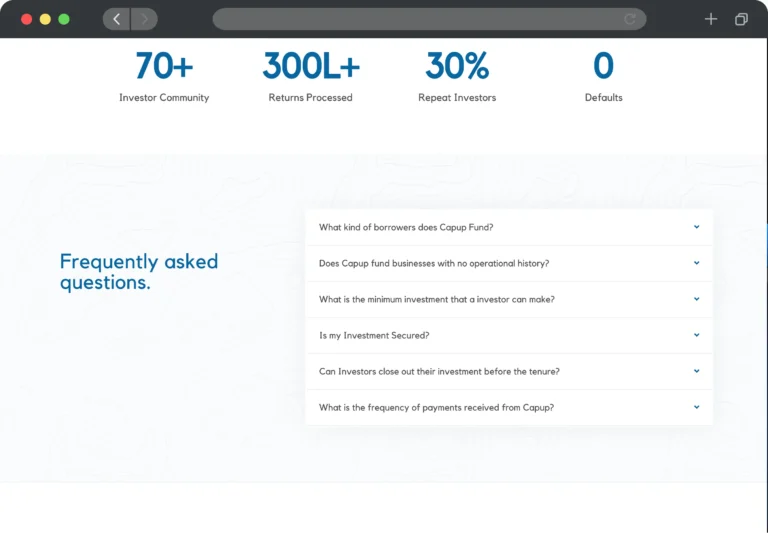 70+
300L+
30%
0
Investor Community
Returns Processed
Repeat Investors
Defaults
Frequently asked
questions.
What kind of borrowers does Capup Fund?
Does Capup fund businesses with no operational history?
What is the minimum investment that a investor can make?
Is my Investment Secured?
Can Investors close out their investment before the tenure?
What is the frequency of payments received from Capup?